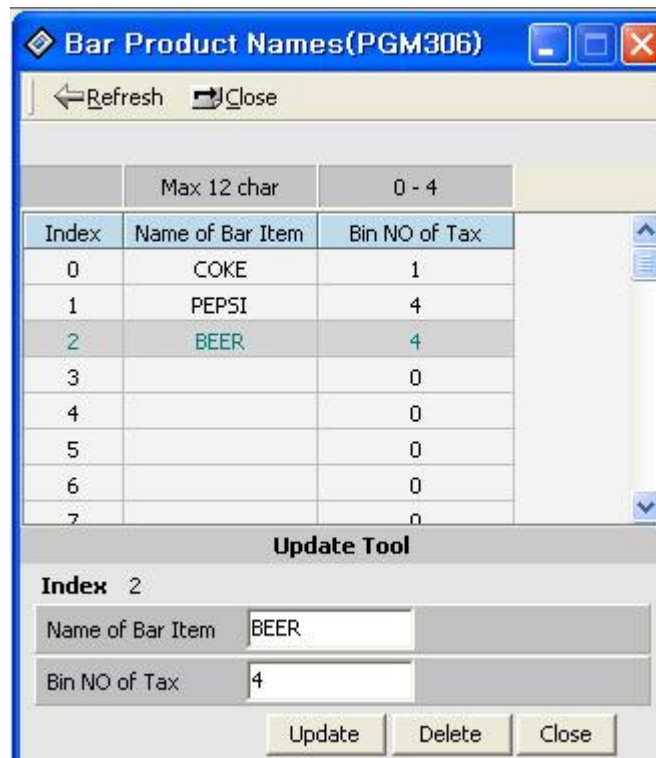 Bar Product Names(PGM306)
Refresh Close
Max 12 char 0 - 4
Index Name of Bar Item Bin NO of Tax
0 COKE 1
1 PEPSI 4
2 BEER 4
3 0
4 0
5 0
6 0
7 0
Update Tool
Index 2
Name of Bar Item BEER
Bin NO of Tax 4
Update Delete Close